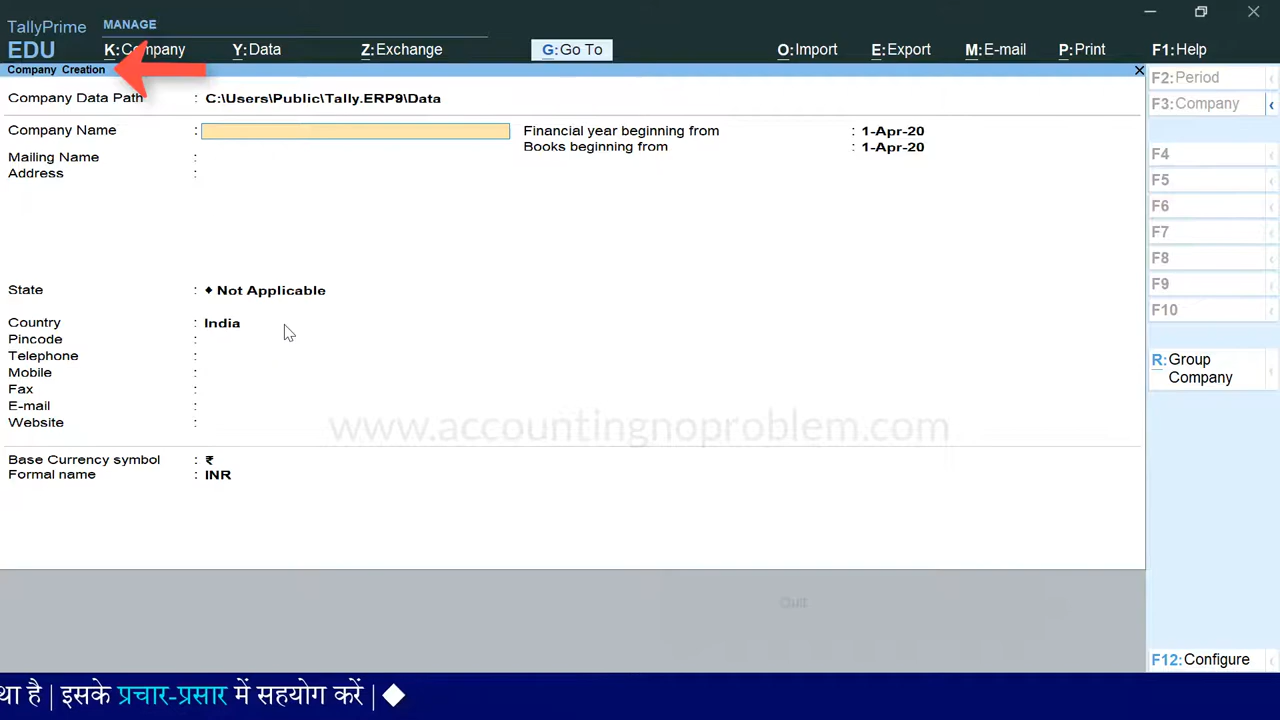 TallyPrime
EDU
MANAGE
K:Company Y:Data Z:Exchange G:Go To O:Import E:Export M:E-mail P:Print F1:Help
Company Creation
Company Data Path : C:\Users\Public\Tally.ERP9\Data
Company Name : Financial year beginning from : 1-Apr-20
Books beginning from : 1-Apr-20
Mailing Name :
Address :
State : ♦ Not Applicable
Country : India
Pincode :
Telephone :
Mobile :
Fax :
E-mail :
Website :
www.accountingnoproblem.com
Base Currency symbol : ₹
Formal name : INR
Quit
F2:Period
F3:Company
F4
F5
F6
F7
F8
F9
F10
R:Group
Company
F12:Configure
था है | इसके प्रचार-प्रसार में सहयोग करें | ◆